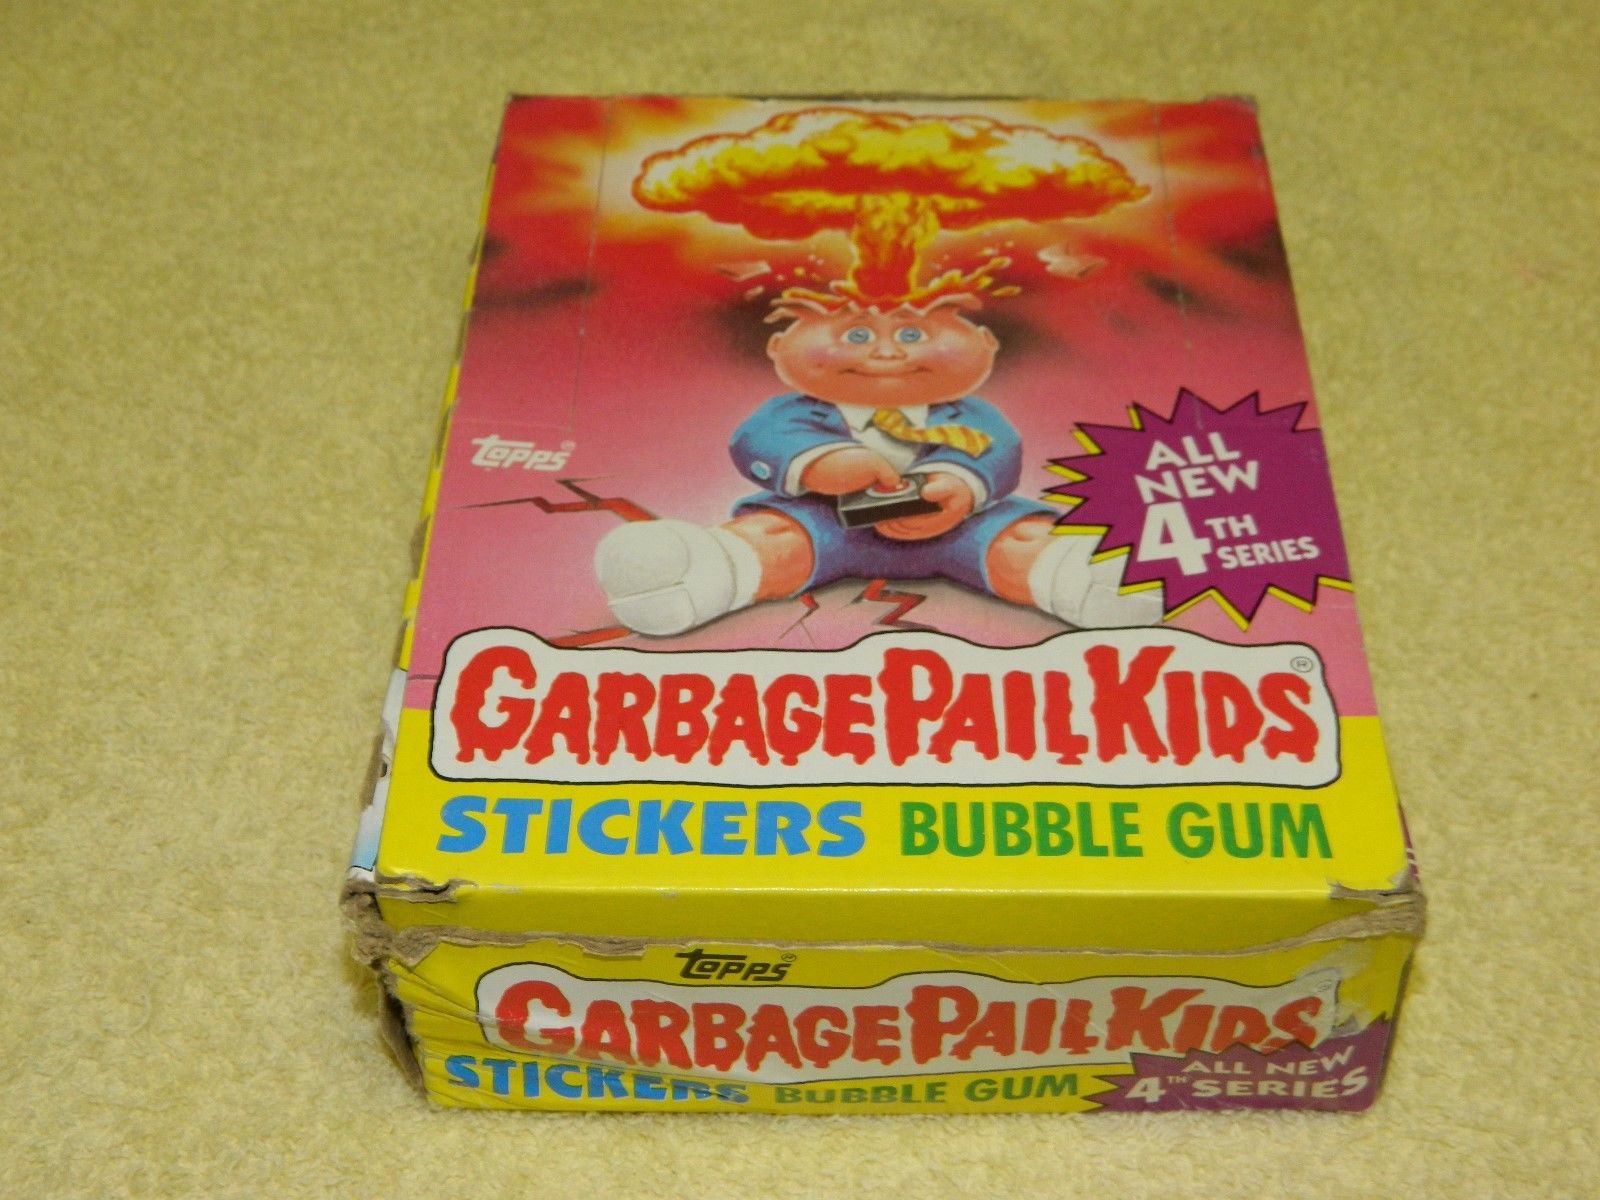 topps®
ALL
NEW
4TH
SERIES
GARBAGE PAIL KIDS®
STICKERS BUBBLE GUM
topps®
GARBAGE PAIL KIDS®
STICKERS BUBBLE GUM
ALL NEW
4TH SERIES